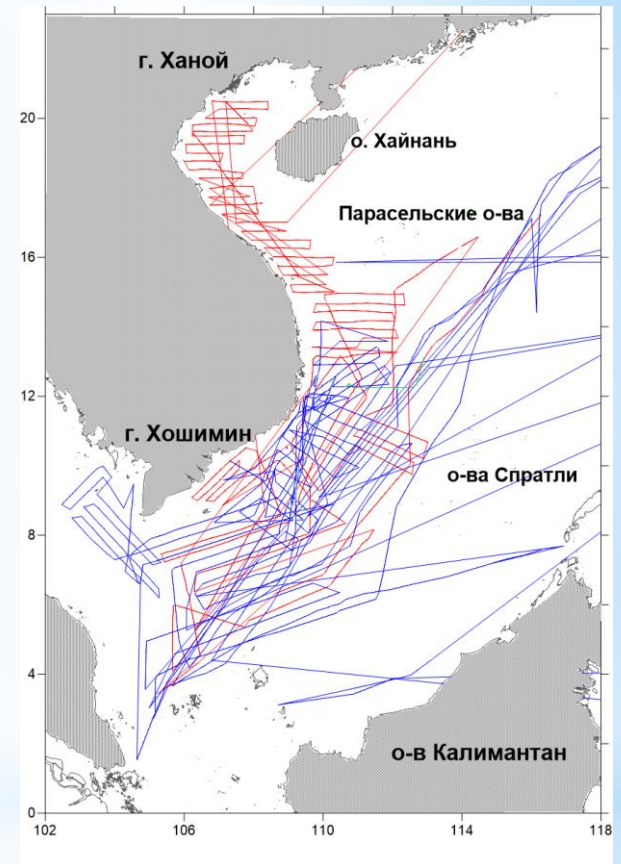 г. Ханой
20
о. Хайнань
Парасельские о-ва
16
12
г. Хошимин
о-ва Спратли
8
4
о-в Калимантан
0
102
106
110
114
118